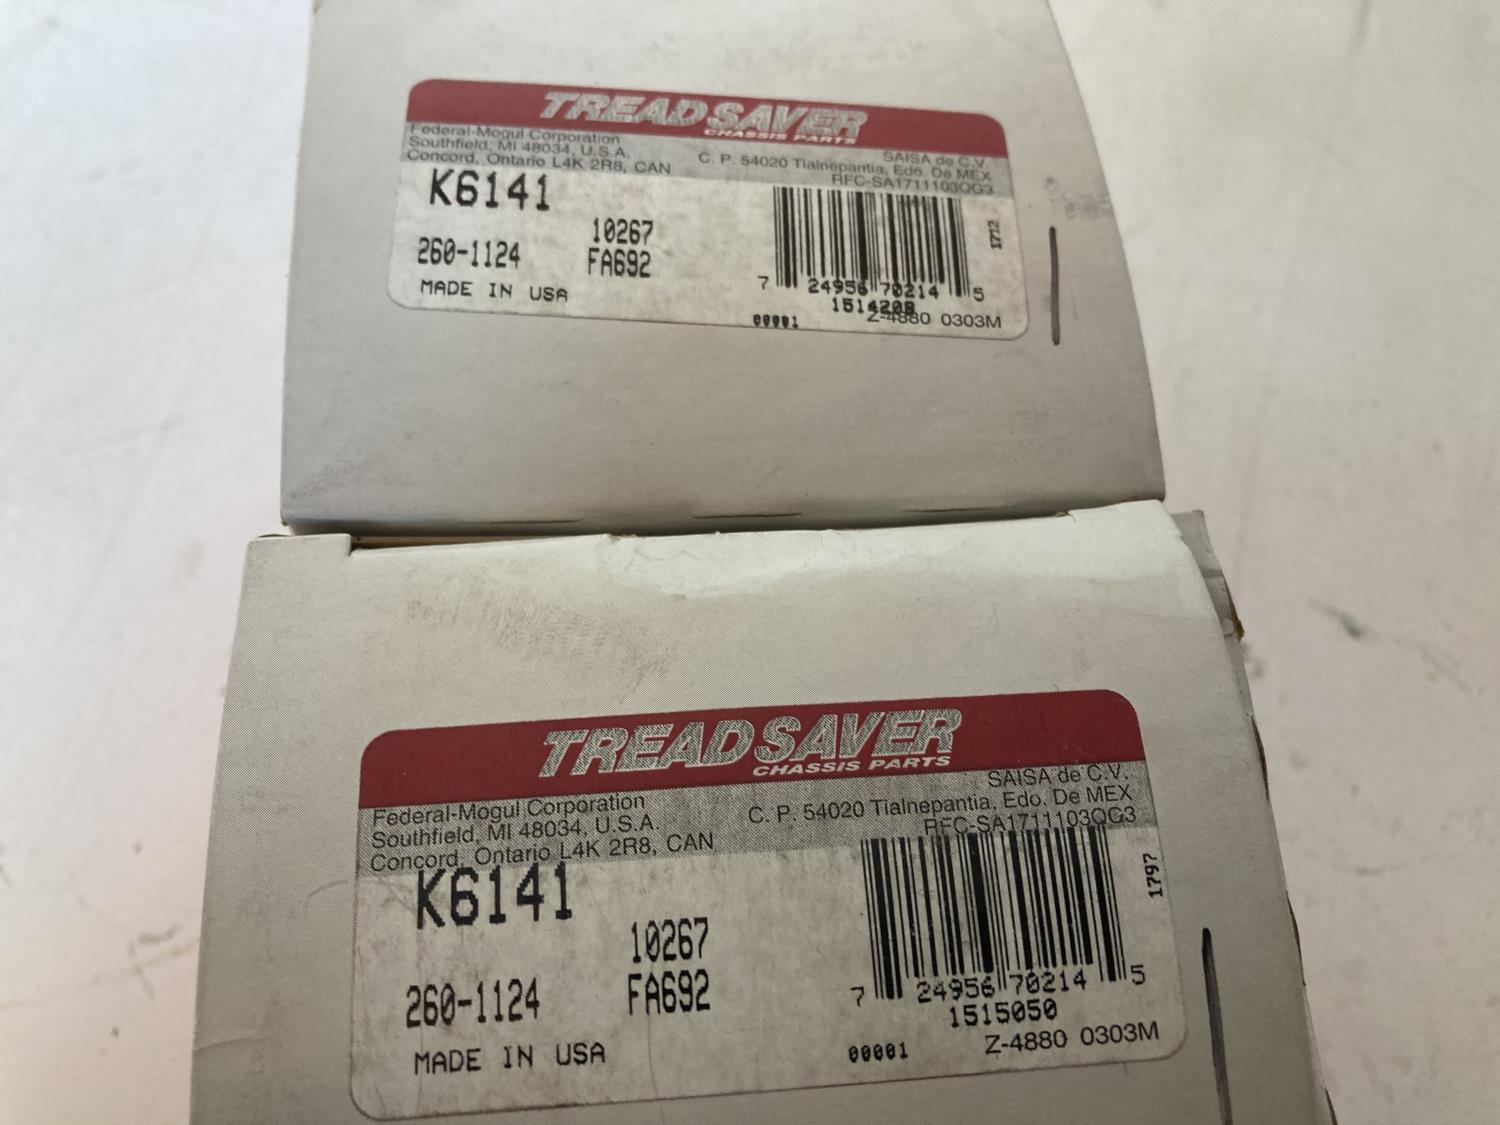 TREADSAVER
CHASSIS PARTS
Federal-Mogul Corporation
Southfield, MI 48034, U.S.A.
Concord, Ontario L4K 2R8, CAN
SAISA de C.V.
C. P. 54020 Tlalnepantia, Edo. De MEX
RFC-SA1711103QG3
K6141
10267
260-1124 FA692
MADE IN USA
1712
7 24956 70214 5
1514208
00001 Z-4880 0303M
TREADSAVER
CHASSIS PARTS
Federal-Mogul Corporation
Southfield, MI 48034, U.S.A.
Concord, Ontario L4K 2R8, CAN
SAISA de C.V.
C. P. 54020 Tlalnepantia, Edo. De MEX
RFC-SA1711103QG3
K6141
10267
260-1124 FA692
MADE IN USA
1797
7 24956 70214 5
1515050
00001 Z-4880 0303M